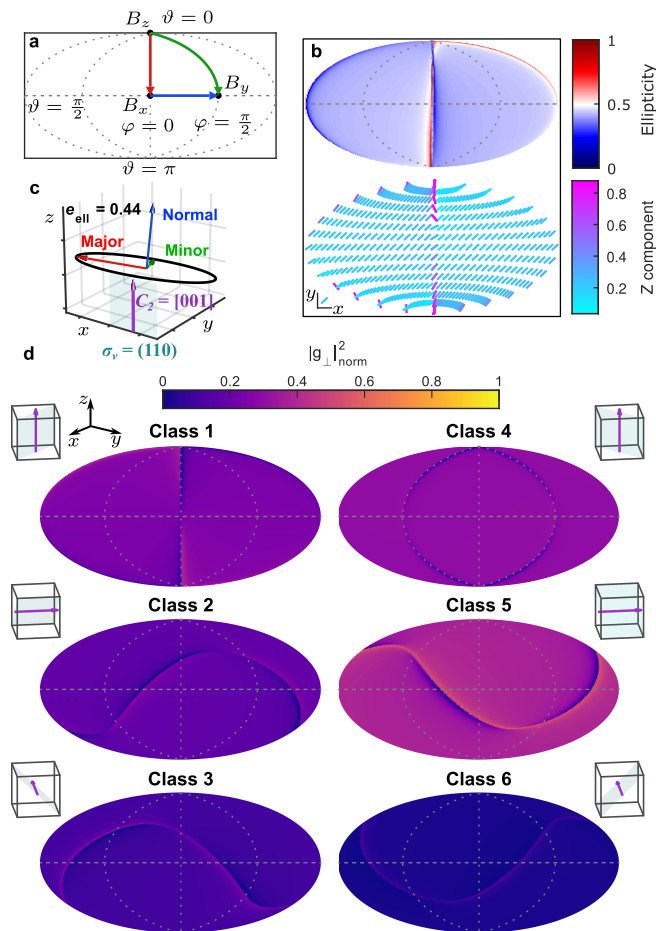 a
B_z ϑ = 0
B_y
ϑ = π/2
B_x
φ = 0
φ = π/2
ϑ = π
b
1
0.5
0
Ellipticity
0.8
0.6
0.4
0.2
Z component
y
x
c
z
e_ell = 0.44
Normal
Major
Minor
C_2 = [001]
x
y
σ_v = (110)
d
|g_⊥|²_norm
0 0.2 0.4 0.6 0.8 1
z
x
y
Class 1
Class 4
Class 2
Class 5
Class 3
Class 6